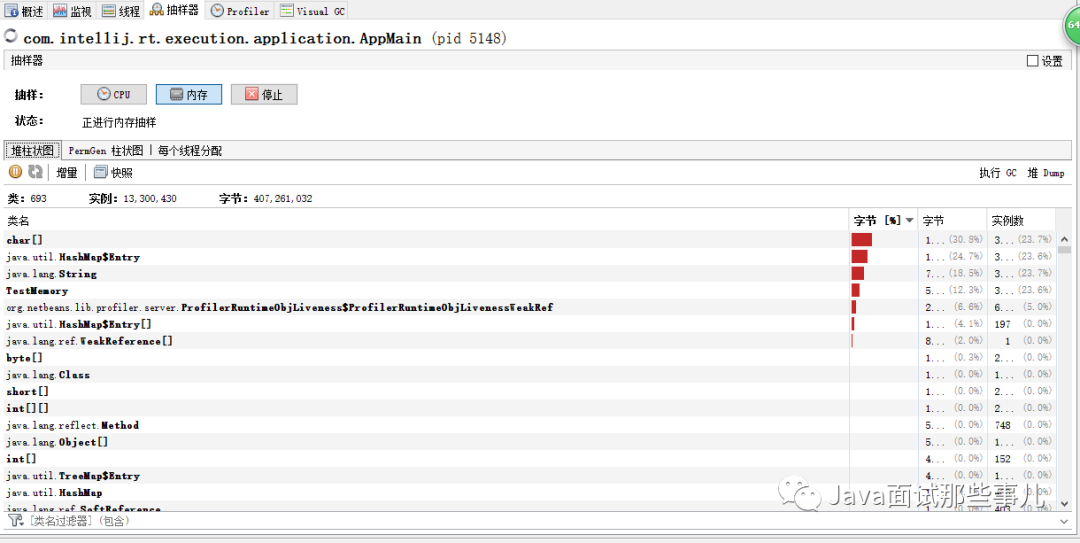 概述 监视 线程 抽样器 Profiler Visual GC
64
com.intellij.rt.execution.application.AppMain (pid 5148)
抽样器 设置
抽样： CPU 内存 停止
状态： 正进行内存抽样
堆柱状图 PermGen 柱状图 每个线程分配
增量 快照 执行 GC 堆 Dump
类：693 实例：13,300,430 字节：407,261,032
类名 字节 [%] 字节 实例数
char[] 1... (30.8%) 3... (23.7%)
java.util.HashMap$Entry 1... (24.7%) 3... (23.6%)
java.lang.String 7... (18.5%) 3... (23.7%)
TestMemory 5... (12.3%) 3... (23.6%)
org.netbeans.lib.profiler.server.ProfilerRuntimeObjLiveness$ProfilerRuntimeObjLivenessWeakRef 2... (6.6%) 6... (5.0%)
java.util.HashMap$Entry[] 1... (4.1%) 197 (0.0%)
java.lang.ref.WeakReference[] 8... (2.0%) 1 (0.0%)
byte[] 1... (0.3%) 2... (0.0%)
java.lang.Class 1... (0.0%) 1... (0.0%)
short[] 1... (0.0%) 2... (0.0%)
int[][] 1... (0.0%) 2... (0.0%)
java.lang.reflect.Method 5... (0.0%) 748 (0.0%)
java.lang.Object[] 5... (0.0%) 1... (0.0%)
int[] 4... (0.0%) 152 (0.0%)
java.util.TreeMap$Entry 4... (0.0%) 1... (0.0%)
java.util.HashMap
java.lang.ref.SoftReference
Java面试那些事儿
[类名过滤器] (包含)